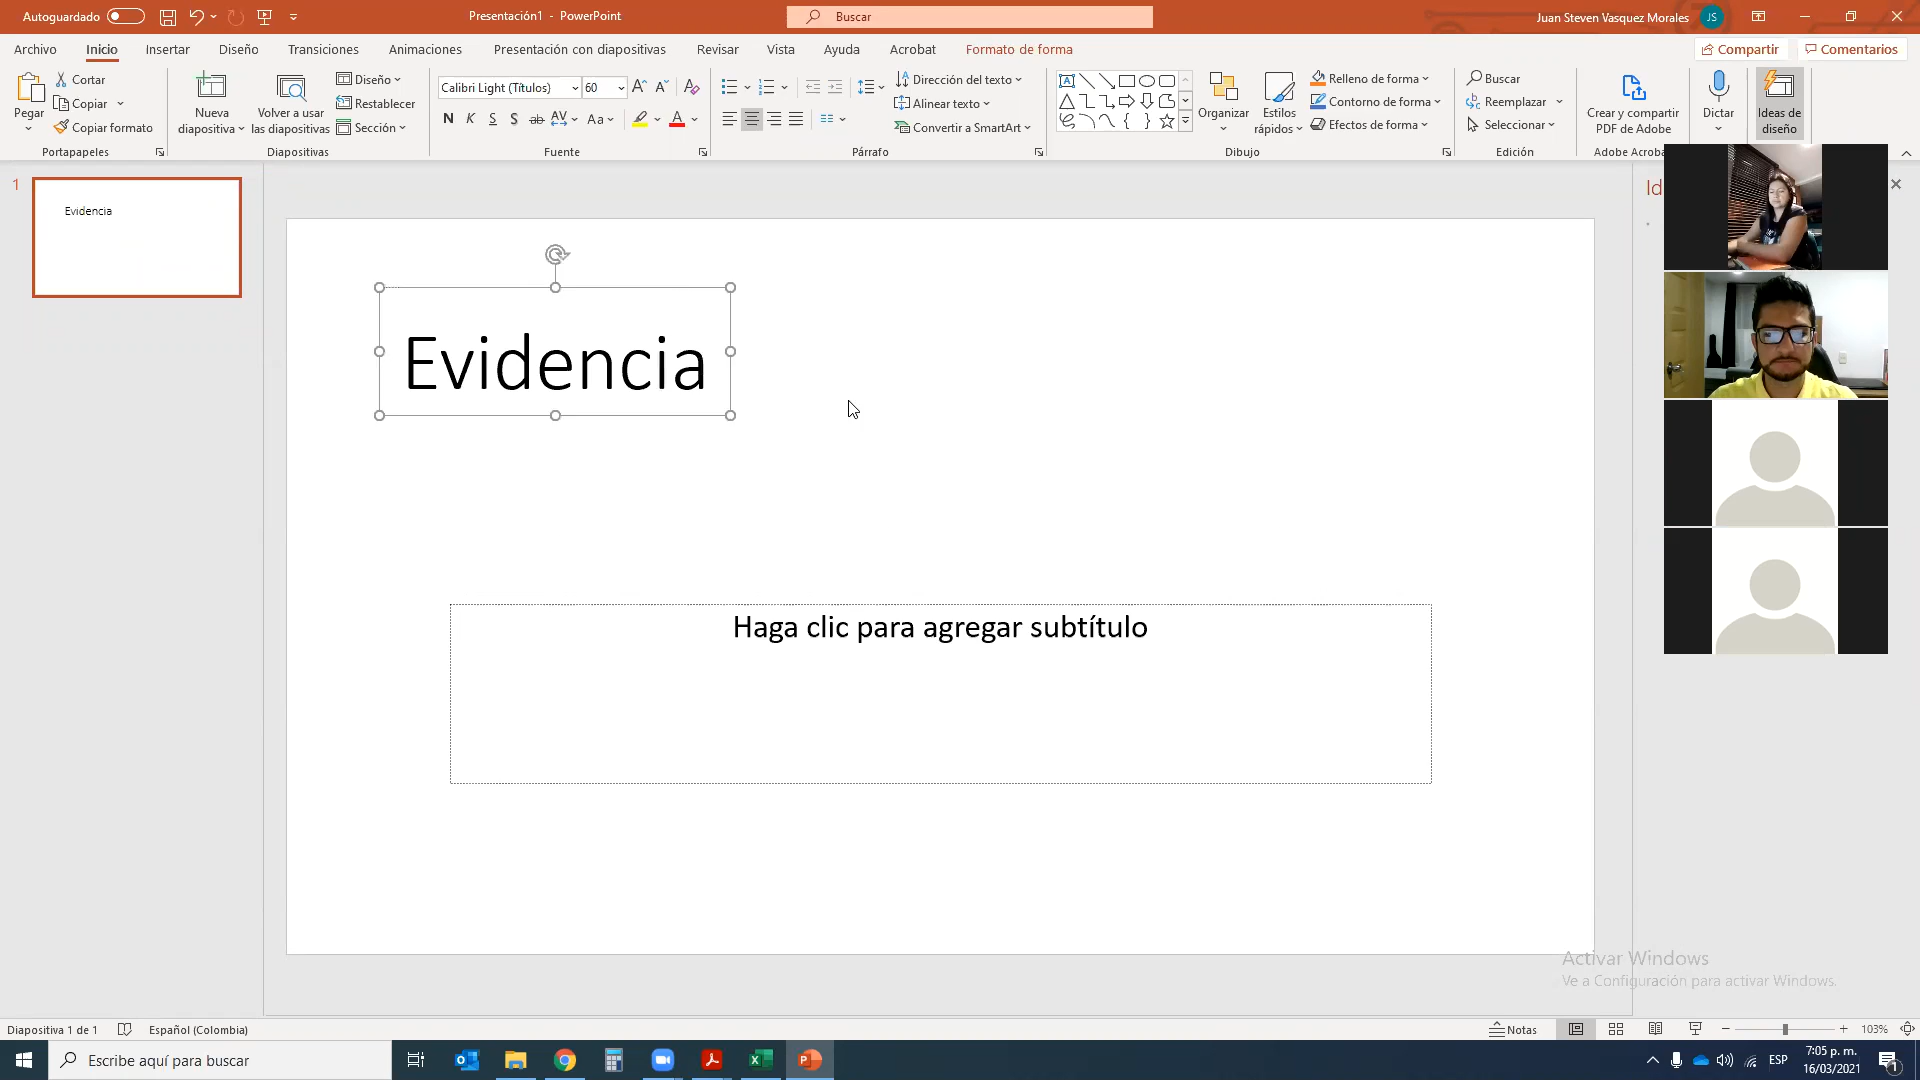 Autoguardado
Presentación1 - PowerPoint
Buscar
Juan Steven Vasquez Morales
JS
Archivo
Inicio
Insertar
Diseño
Transiciones
Animaciones
Presentación con diapositivas
Revisar
Vista
Ayuda
Acrobat
Formato de forma
Compartir
Comentarios
Pegar
Cortar
Copiar
Copiar formato
Portapapeles
Nueva
diapositiva
Volver a usar
las diapositivas
Diseño
Restablecer
Sección
Diapositivas
Calibri Light (Títulos)
60
N K S S ab AV Aa A
Fuente
Dirección del texto
Alinear texto
Convertir a SmartArt
Párrafo
Organizar
Estilos
rápidos
Relleno de forma
Contorno de forma
Efectos de forma
Dibujo
Buscar
Reemplazar
Seleccionar
Edición
Crear y compartir
PDF de Adobe
Adobe Acroba
Dictar
Ideas de
diseño
1
Evidencia
Id
Evidencia
Haga clic para agregar subtítulo
Activar Windows
Ve a Configuración para activar Windows.
Diapositiva 1 de 1
Español (Colombia)
Notas
103%
Escribe aquí para buscar
ESP
7:05 p. m.
16/03/2021
1